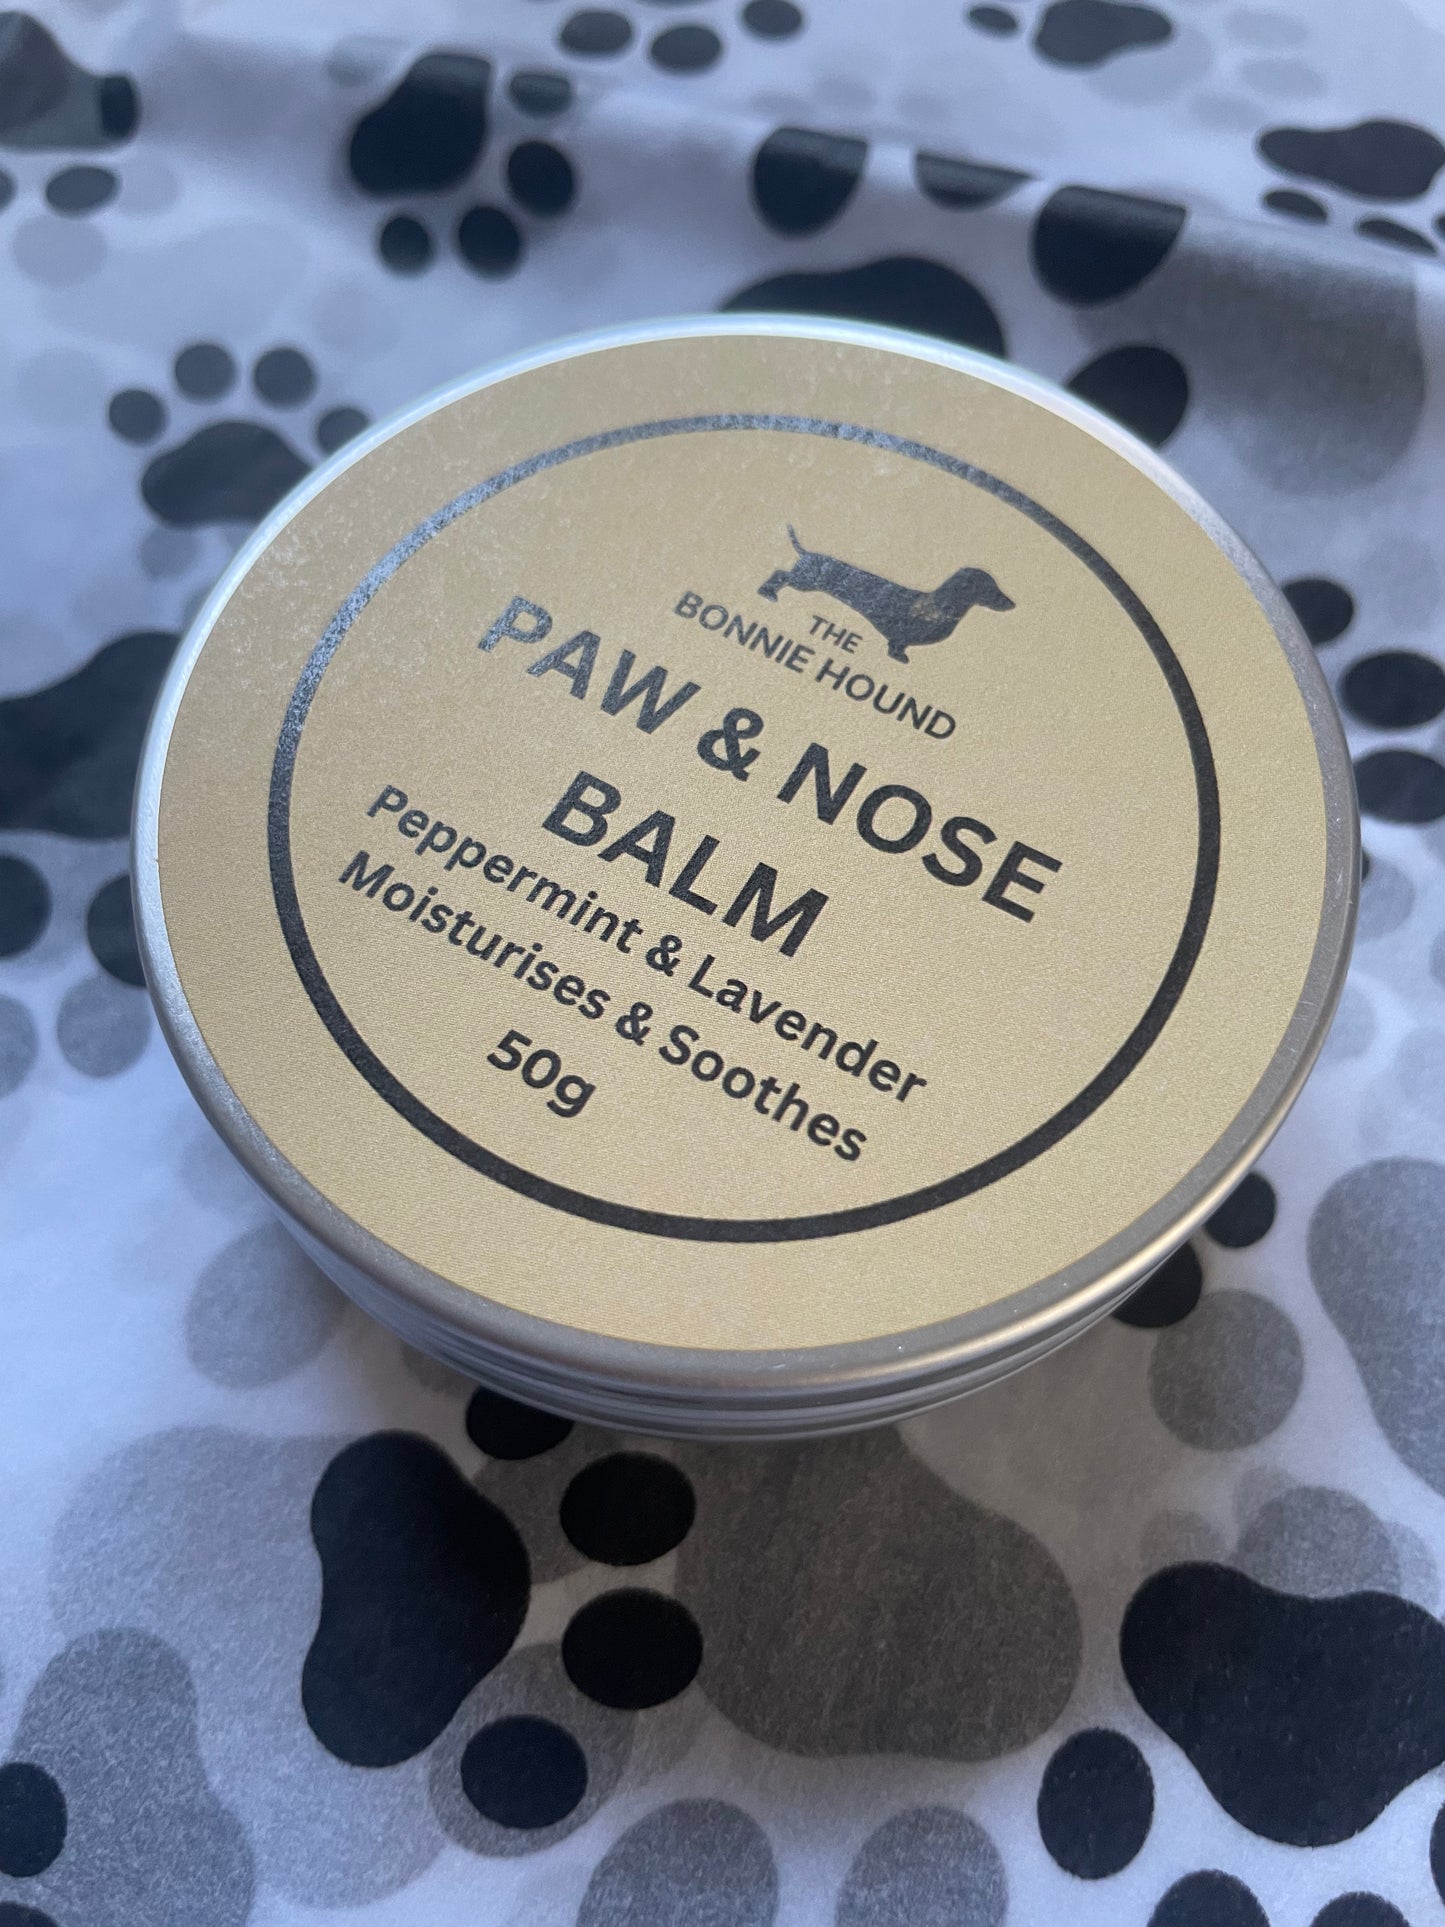 THE
BONNIE HOUND
PAW & NOSE
BALM
Peppermint & Lavender
Moisturises & Soothes
50g